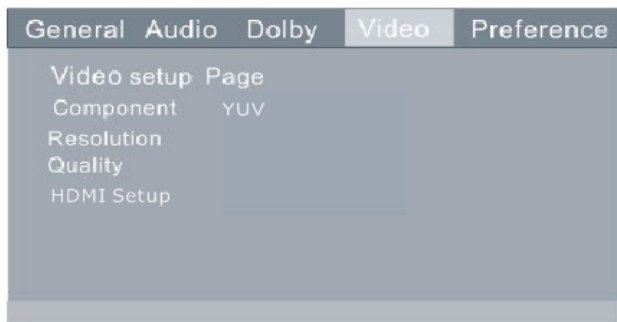 General Audio Dolby Video Preference
Video setup Page
Component YUV
Resolution
Quality
HDMI Setup